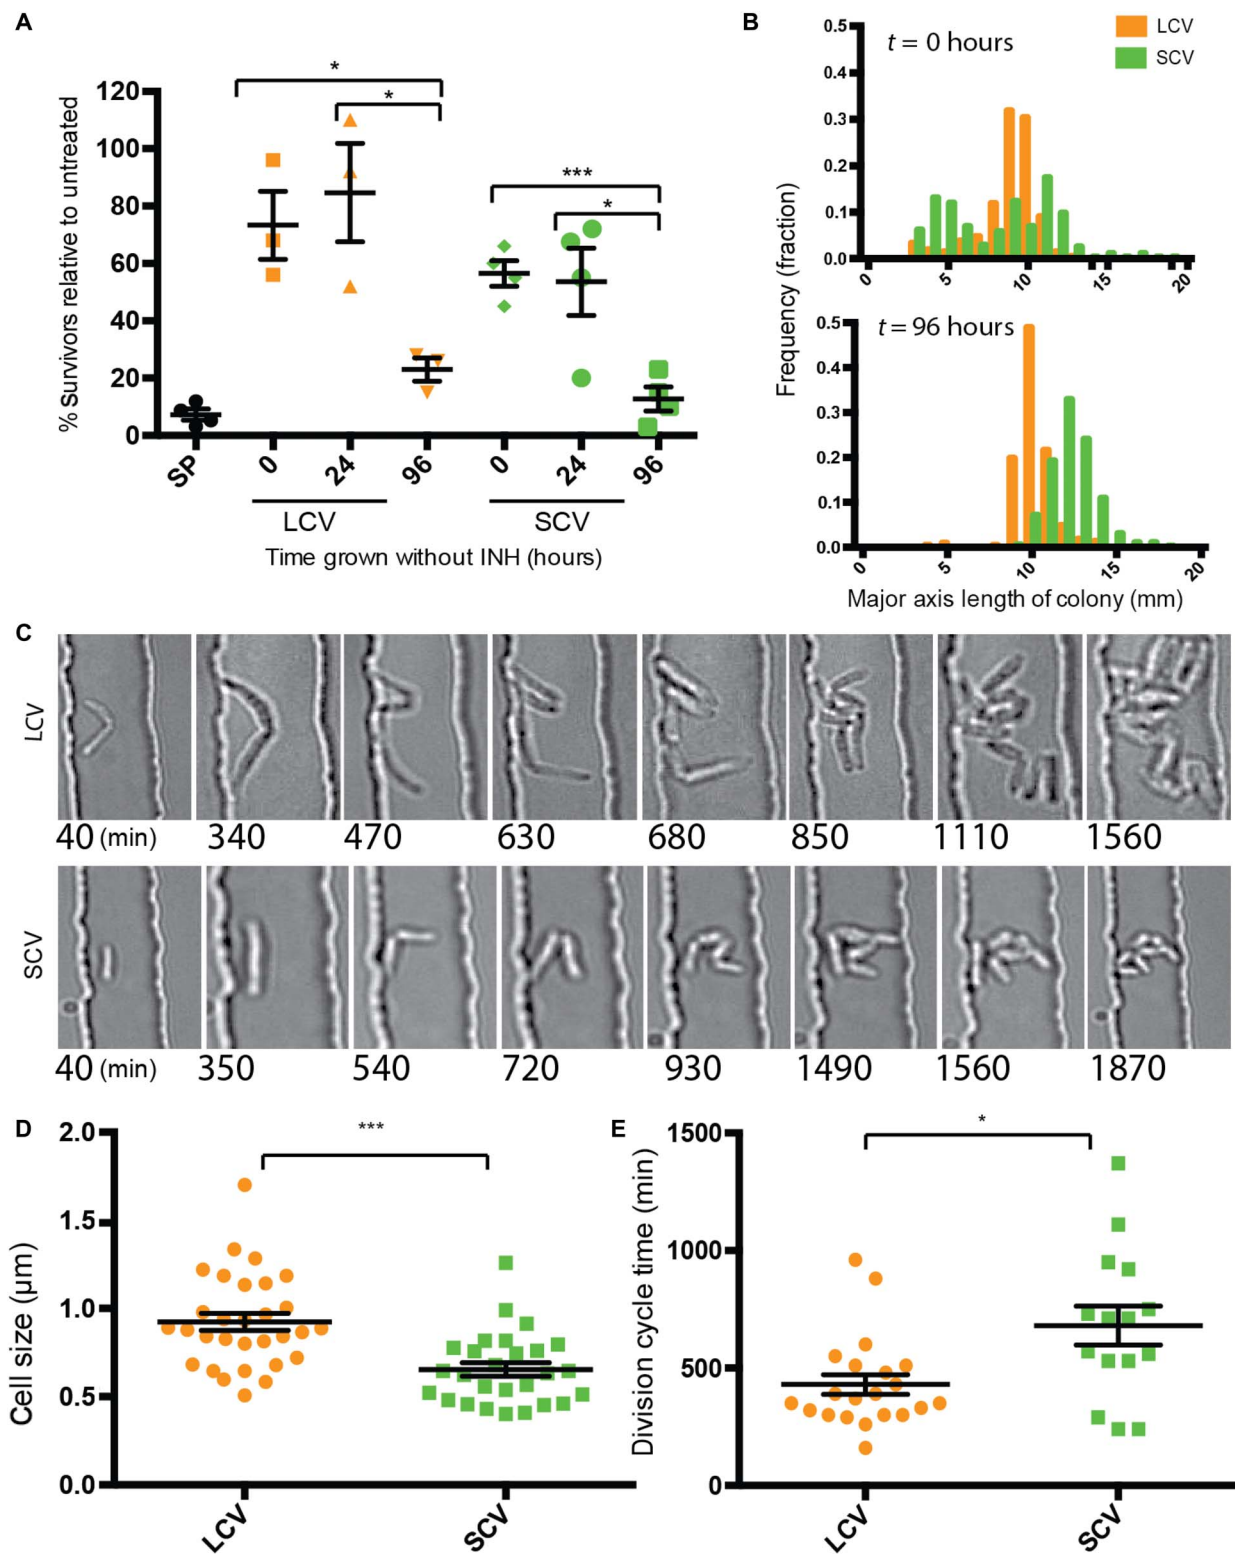 A
% survivors relative to untreated
120
100
80
60
40
20
0
*
*
***
*
SP
0
24
96
0
24
96
LCV
SCV
Time grown without INH (hours)
B
t = 0 hours
LCV
SCV
0.5
0.4
0.3
0.2
0.1
0.0
0
5
10
15
20
Frequency (fraction)
t = 96 hours
0.5
0.4
0.3
0.2
0.1
0.0
0
5
10
15
20
Major axis length of colony (mm)
C
LCV
40 (min)
340
470
630
680
850
1110
1560
SCV
40 (min)
350
540
720
930
1490
1560
1870
D
***
Cell size (µm)
2.0
1.5
1.0
0.5
0.0
LCV
SCV
E
*
Division cycle time (min)
1500
1000
500
0
LCV
SCV